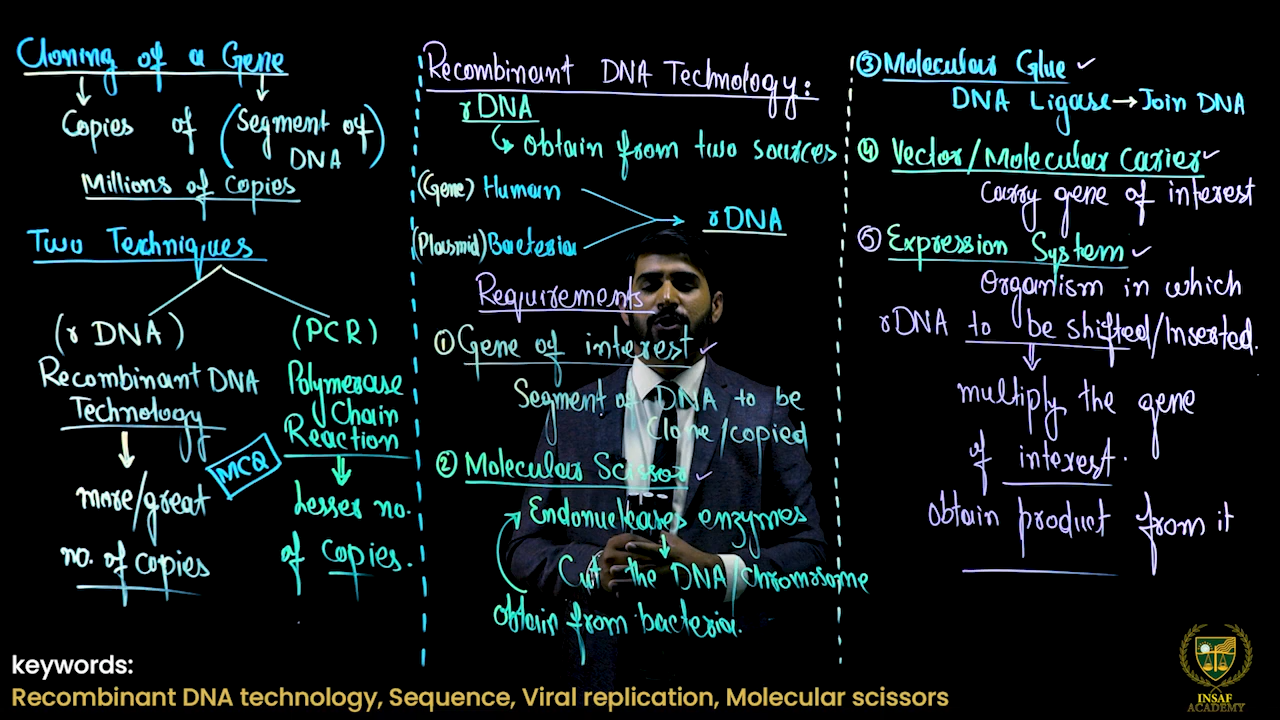 Cloning of a Gene
Copies of (Segment of
DNA)
Millions of Copies
Two Techniques
(rDNA)
Recombinant DNA
Technology
more/great
no. of copies
(PCR)
Polymerase
Chain
Reaction
MCQ
Lesser no.
of copies.
Recombinant DNA Technology:
rDNA
Obtain from two sources
(Gene) Human
(Plasmid) Bacteria
rDNA
Requirements
① Gene of interest ✓
Segment of DNA to be
Clone/copied
② Molecular Scissor ✓
Endonucleases enzymes
Cut the DNA/chromosome
obtain from bacteria.
③ Molecular Glue ✓
DNA Ligase → Join DNA
④ Vector/Molecular Carier ✓
Carry gene of interest
⑤ Expression System ✓
Organism in which
rDNA to be shifted/Inserted.
multiply the gene
of interest.
obtain product from it
keywords:
Recombinant DNA technology, Sequence, Viral replication, Molecular scissors
INSAF
ACADEMY